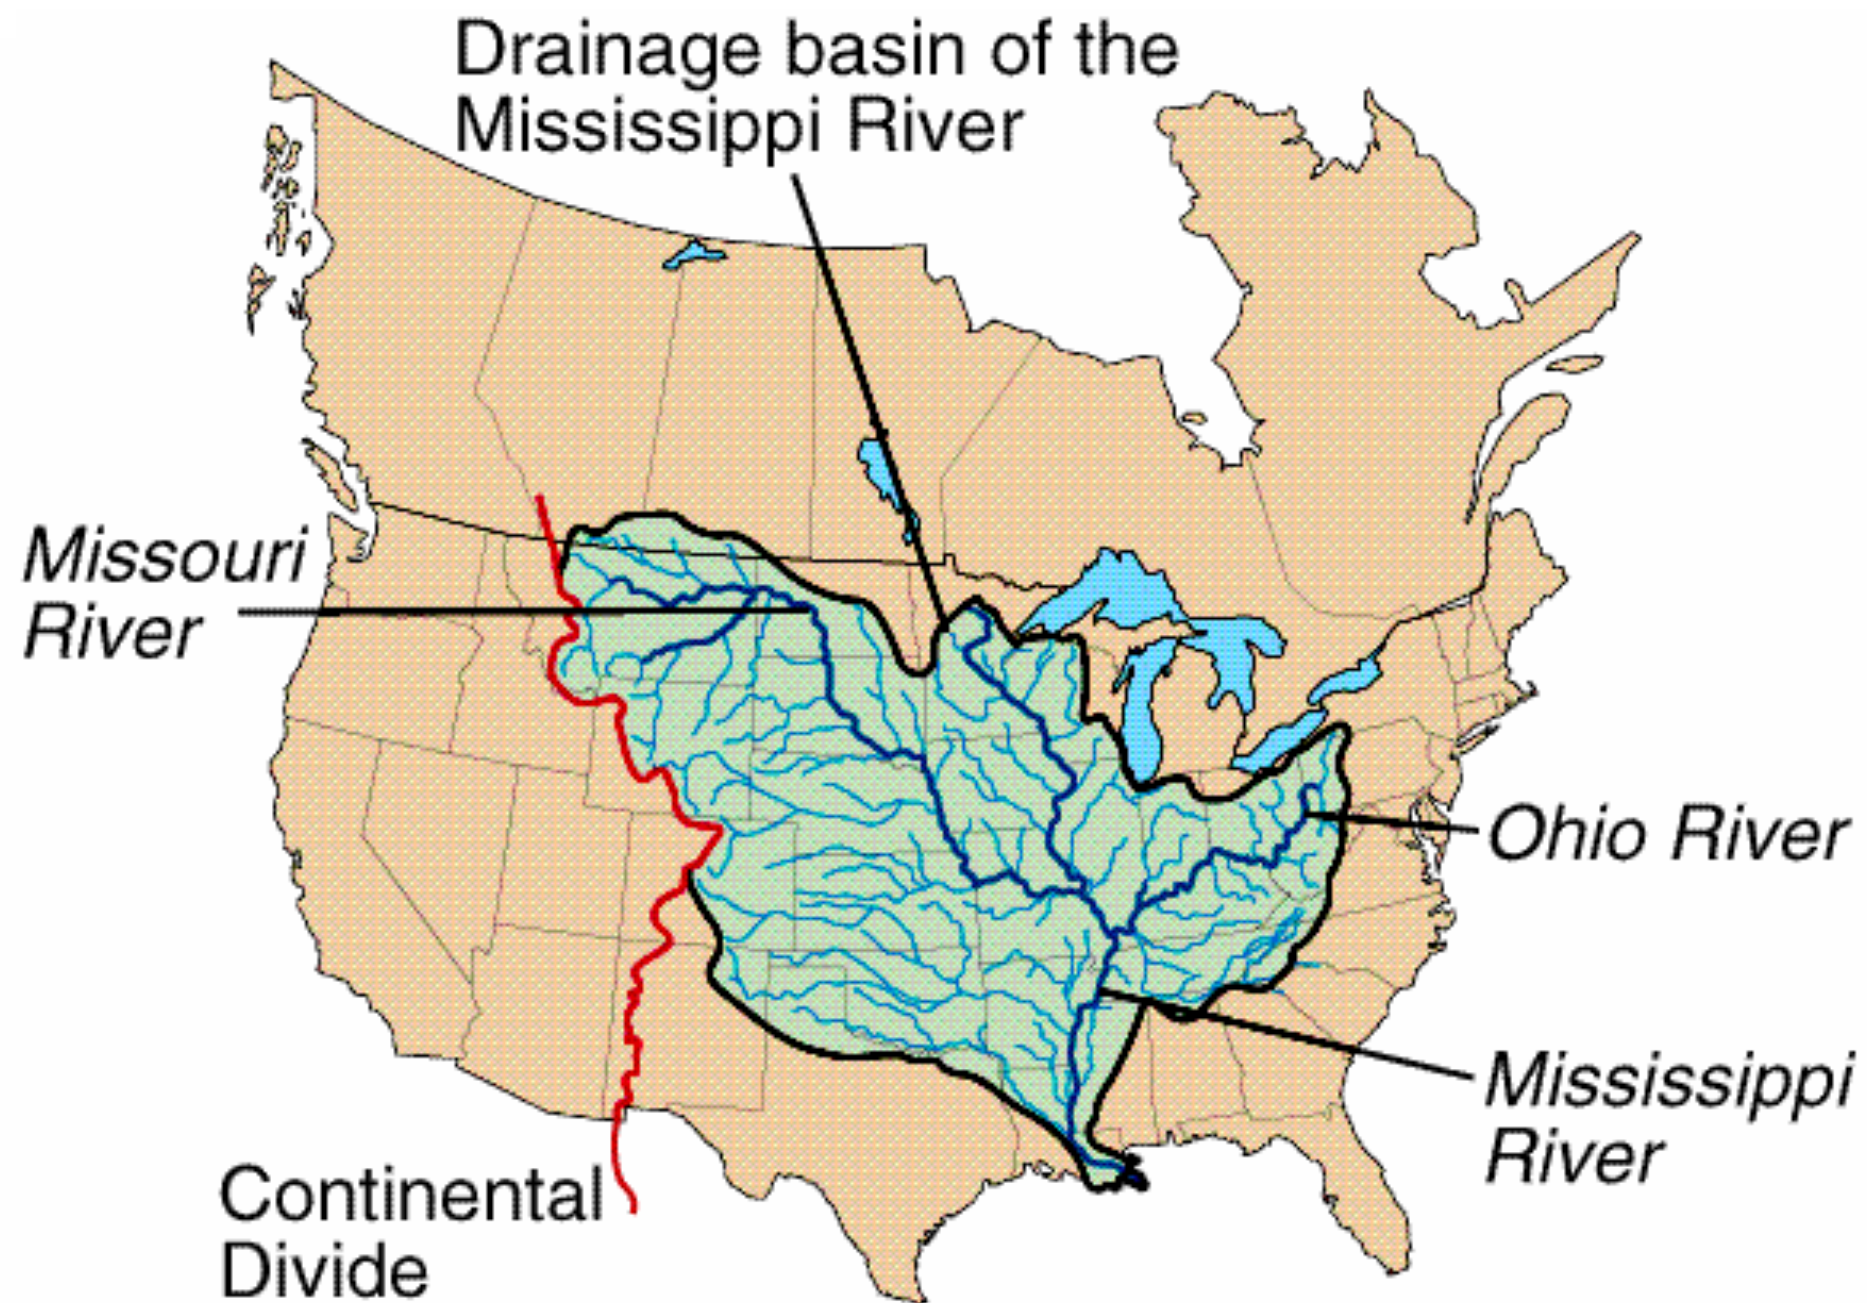 Drainage basin of the
Mississippi River
Missouri
River
Ohio River
Mississippi
River
Continental
Divide